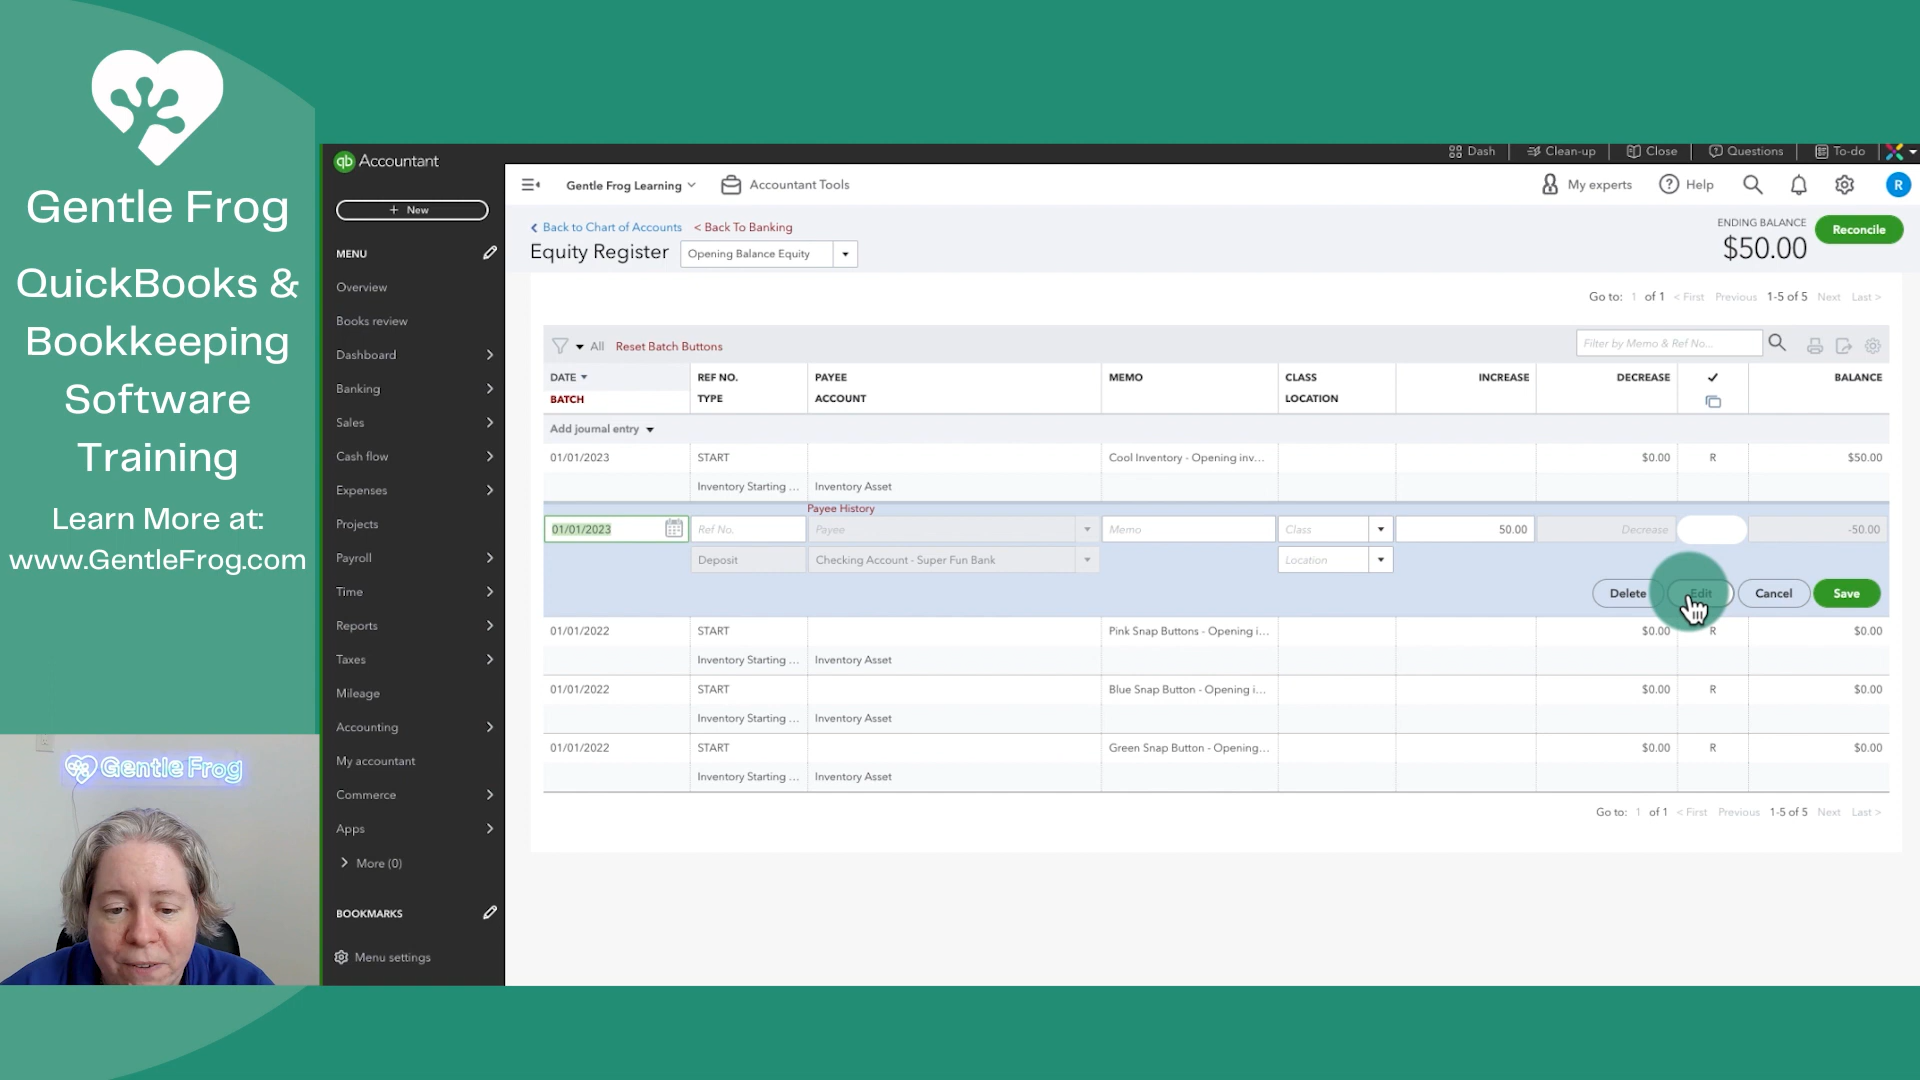 Gentle Frog
QuickBooks &
Bookkeeping
Software
Training
Learn More at:
www.GentleFrog.com
Gentle Frog
qb Accountant
+ New
MENU
Overview
Books review
Dashboard
Banking
Sales
Cash flow
Expenses
Projects
Payroll
Time
Reports
Taxes
Mileage
Accounting
My accountant
Commerce
Apps
More (0)
BOOKMARKS
Menu settings
Dash Clean-up Close Questions To-do
Gentle Frog Learning Accountant Tools My experts Help R
< Back to Chart of Accounts < Back To Banking
Equity Register Opening Balance Equity
ENDING BALANCE
$50.00
Reconcile
Go to: 1 of 1 < First Previous 1-5 of 5 Next Last >
All Reset Batch Buttons Filter by Memo & Ref No...
DATE REF NO. PAYEE MEMO CLASS INCREASE DECREASE ✓ BALANCE
BATCH TYPE ACCOUNT LOCATION
Add journal entry
01/01/2023 START Cool Inventory - Opening inv... $0.00 R $50.00
Inventory Starting ... Inventory Asset
Payee History
01/01/2023 Ref No. Payee Memo Class 50.00 Decrease -50.00
Deposit Checking Account - Super Fun Bank Location
Delete Edit Cancel Save
01/01/2022 START Pink Snap Buttons - Opening i... $0.00 R $0.00
Inventory Starting ... Inventory Asset
01/01/2022 START Blue Snap Button - Opening i... $0.00 R $0.00
Inventory Starting ... Inventory Asset
01/01/2022 START Green Snap Button - Opening... $0.00 R $0.00
Inventory Starting ... Inventory Asset
Go to: 1 of 1 < First Previous 1-5 of 5 Next Last >